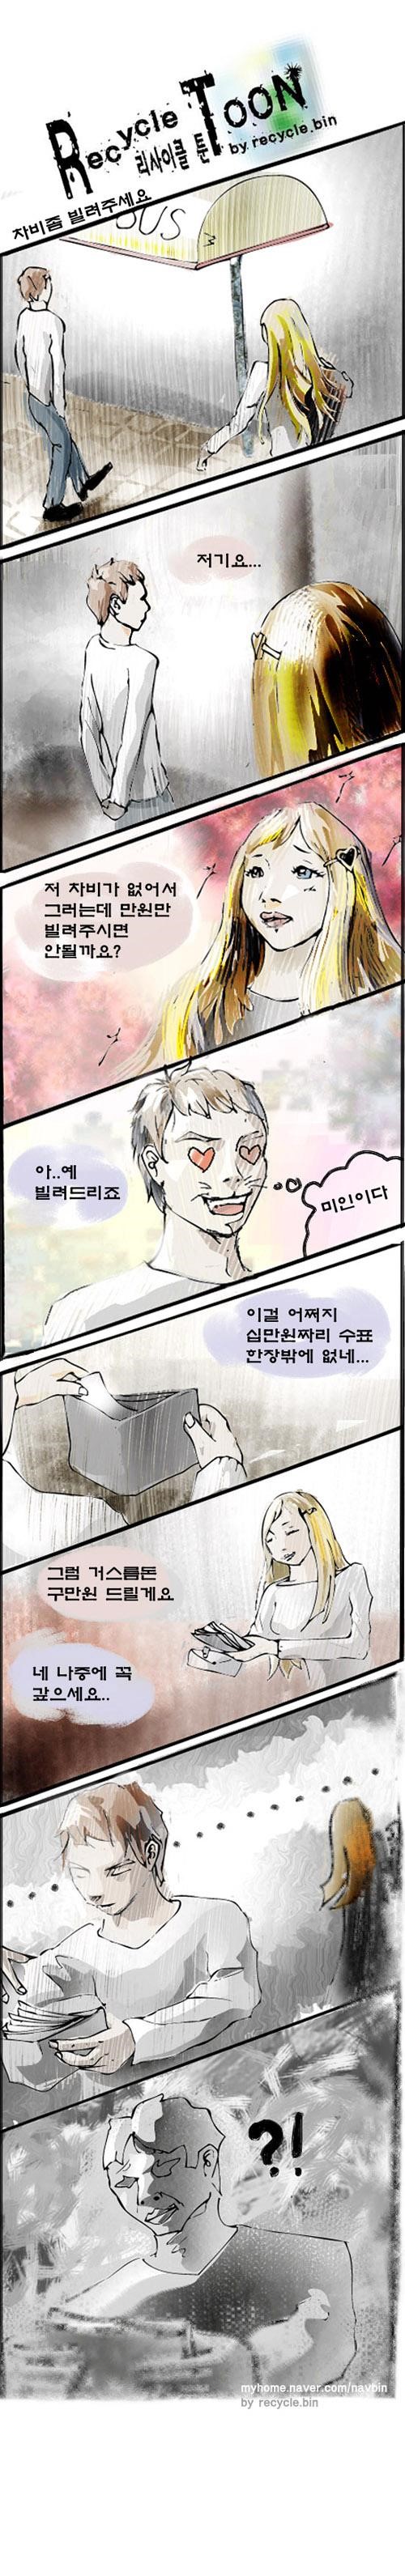 Recycle TOON
리사이클 툰
by recycle.bin
차비좀 빌려주세요
BUS
저기요...
저 차비가 없어서
그러는데 만원만
빌려주시면
안될까요?
아..예
빌려드리죠
미인이다
이걸 어쩌지
십만원짜리 수표
한장밖에 없네...
그럼 거스름돈
구만원 드릴게요
네 나중에 꼭
갚으세요..
?!
myhome.naver.com/navbin
by recycle.bin